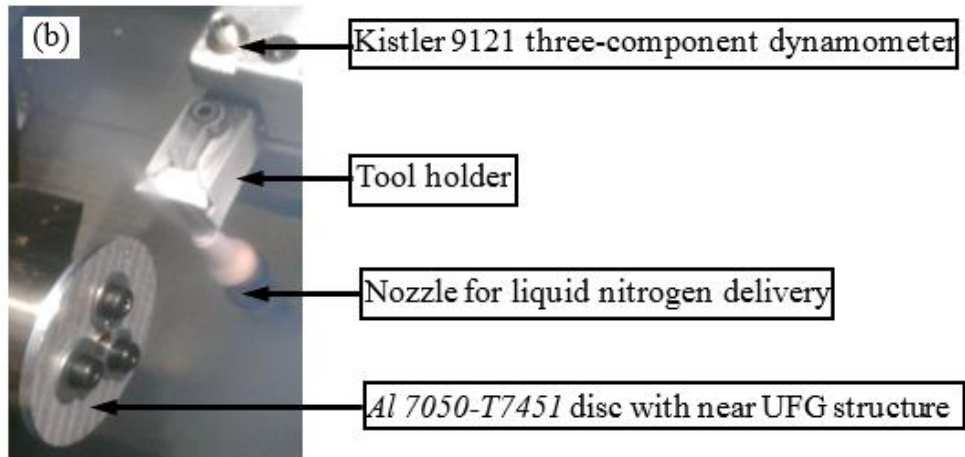 (b)
Kistler 9121 three-component dynamometer
Tool holder
Nozzle for liquid nitrogen delivery
Al 7050-T7451 disc with near UFG structure